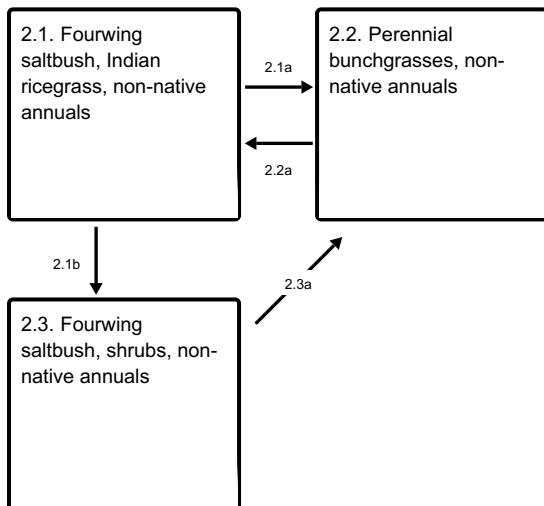 2.1. Fourwing
saltbush, Indian
ricegrass, non-native
annuals
2.1a
2.2a
2.2. Perennial
bunchgrasses, non-
native annuals
2.1b
2.3a
2.3. Fourwing
saltbush, shrubs, non-
native annuals